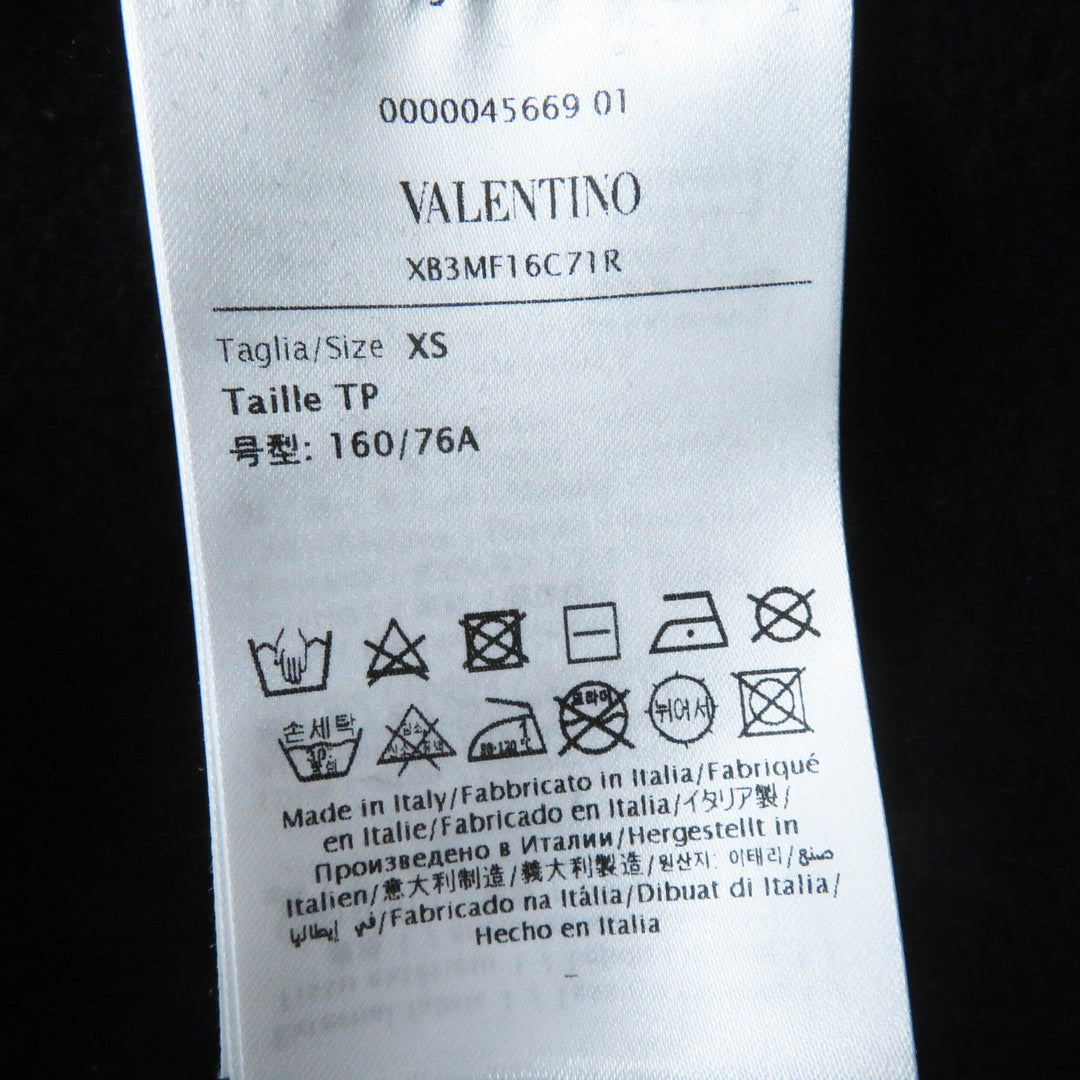 0000045669 01
VALENTINO
XB3MF16C71R
Taglia/Size XS
Taille TP
号型: 160/76A
손세탁
뉘어서
Made in Italy/Fabbricato in Italia/Fabriqué
en Italie/Fabricado en Italia/イタリア製/
Произведено в Италии/Hergestellt in
Italien/意大利制造/義大利製造/원산지: 이태리/صنع
في إيطاليا/Fabricado na Itália/Dibuat di Italia/
Hecho en Italia